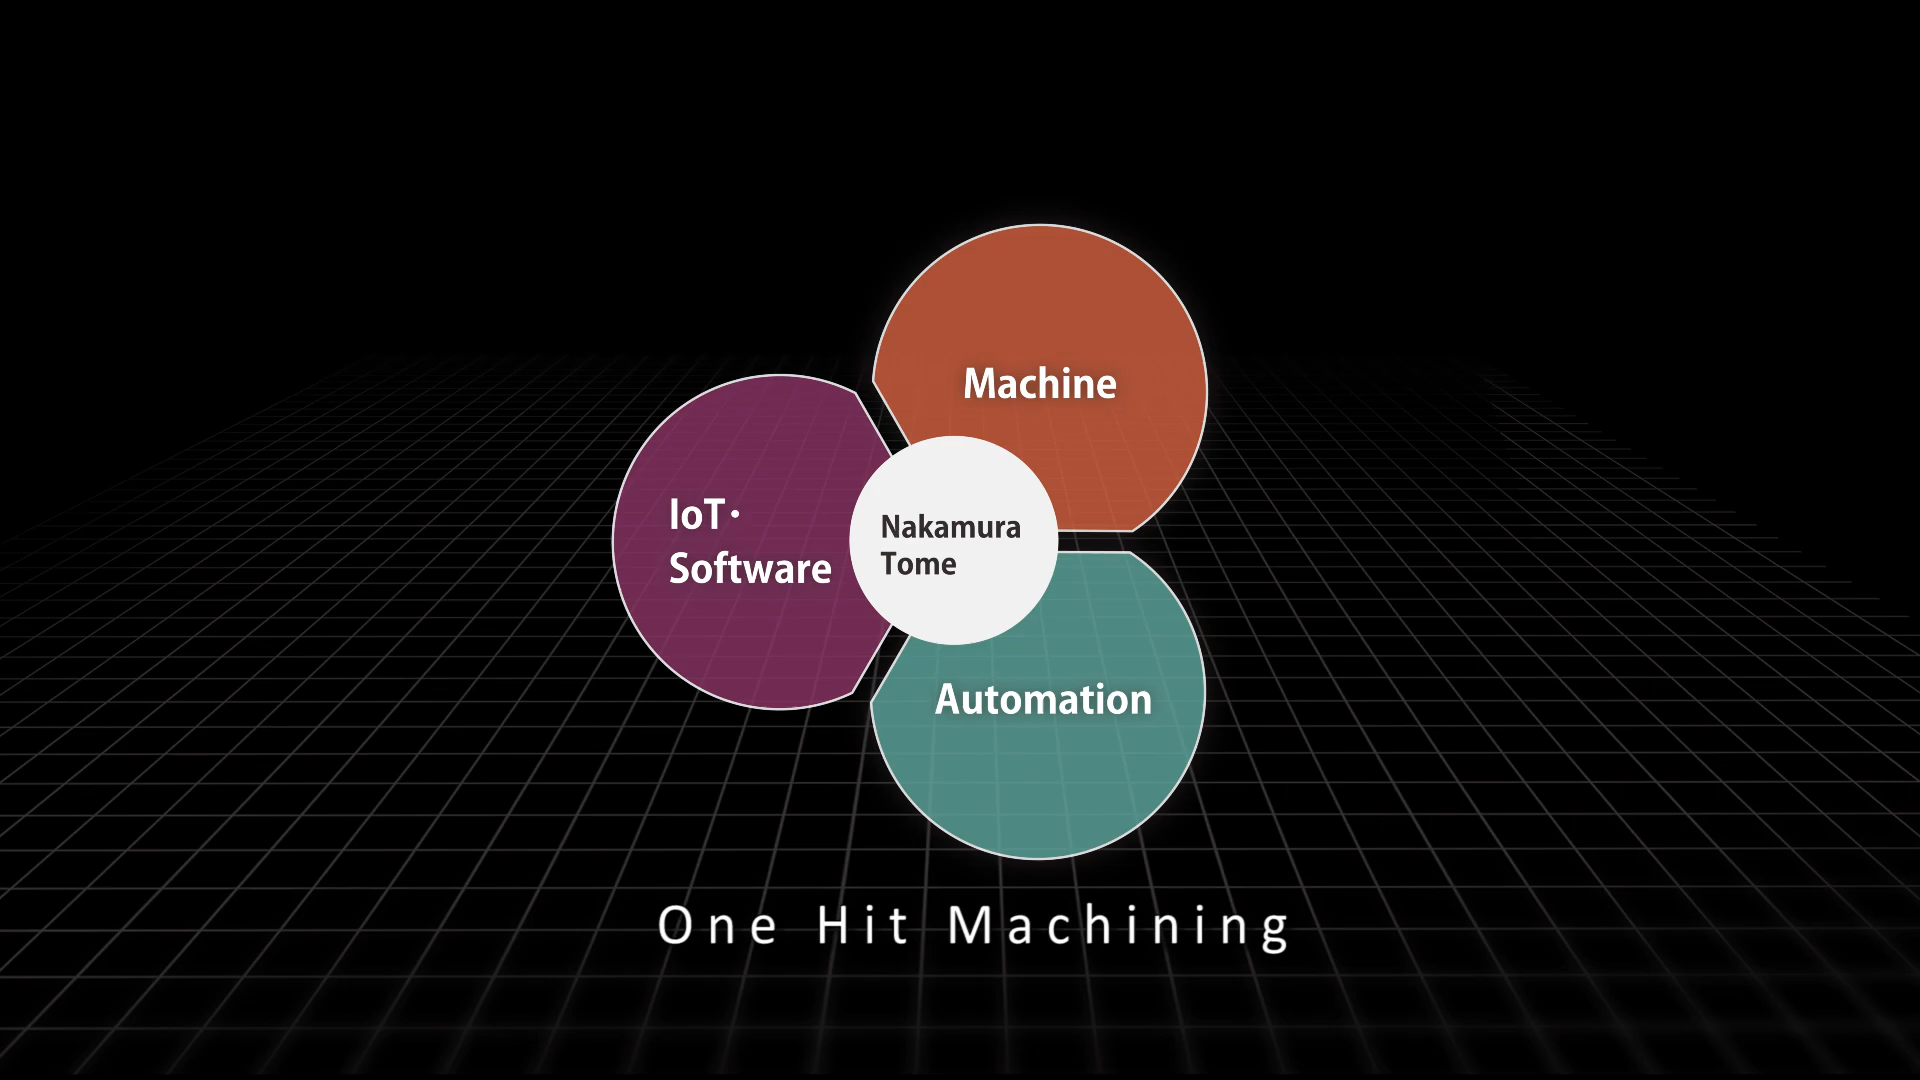 Machine
IoT・
Software
Nakamura
Tome
Automation
One Hit Machining